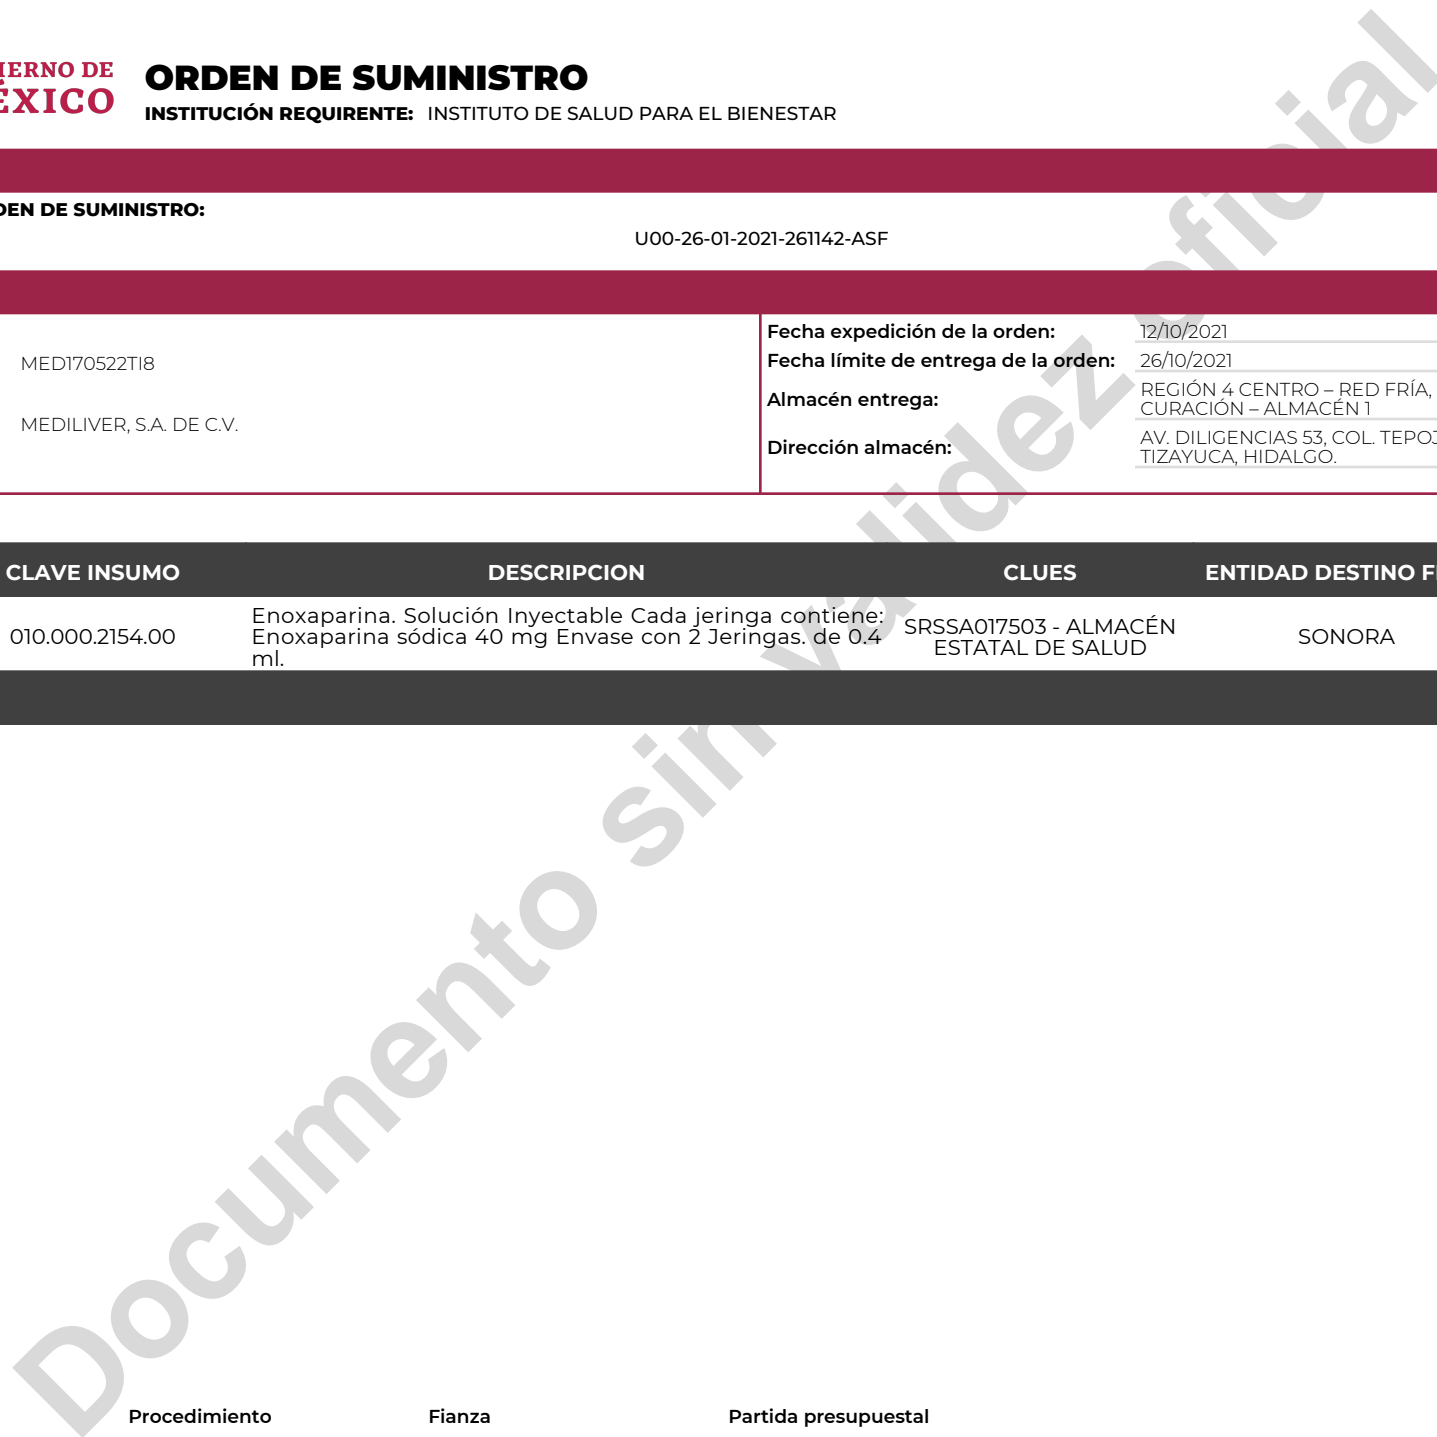 IERNO DE
ÉXICO
ORDEN DE SUMINISTRO
INSTITUCIÓN REQUIRENTE: INSTITUTO DE SALUD PARA EL BIENESTAR
DEN DE SUMINISTRO:
U00-26-01-2021-261142-ASF
MED170522TI8
MEDILIVER, S.A. DE C.V.
Fecha expedición de la orden: 12/10/2021
Fecha límite de entrega de la orden: 26/10/2021
Almacén entrega: REGIÓN 4 CENTRO – RED FRÍA,
CURACIÓN – ALMACÉN 1
Dirección almacén: AV. DILIGENCIAS 53, COL. TEPOJ
TIZAYUCA, HIDALGO.
CLAVE INSUMO DESCRIPCION CLUES ENTIDAD DESTINO FI
010.000.2154.00
Enoxaparina. Solución Inyectable Cada jeringa contiene:
Enoxaparina sódica 40 mg Envase con 2 Jeringas. de 0.4
ml.
SRSSA017503 - ALMACÉN
ESTATAL DE SALUD
SONORA
Documento sin validez oficial
Procedimiento Fianza Partida presupuestal